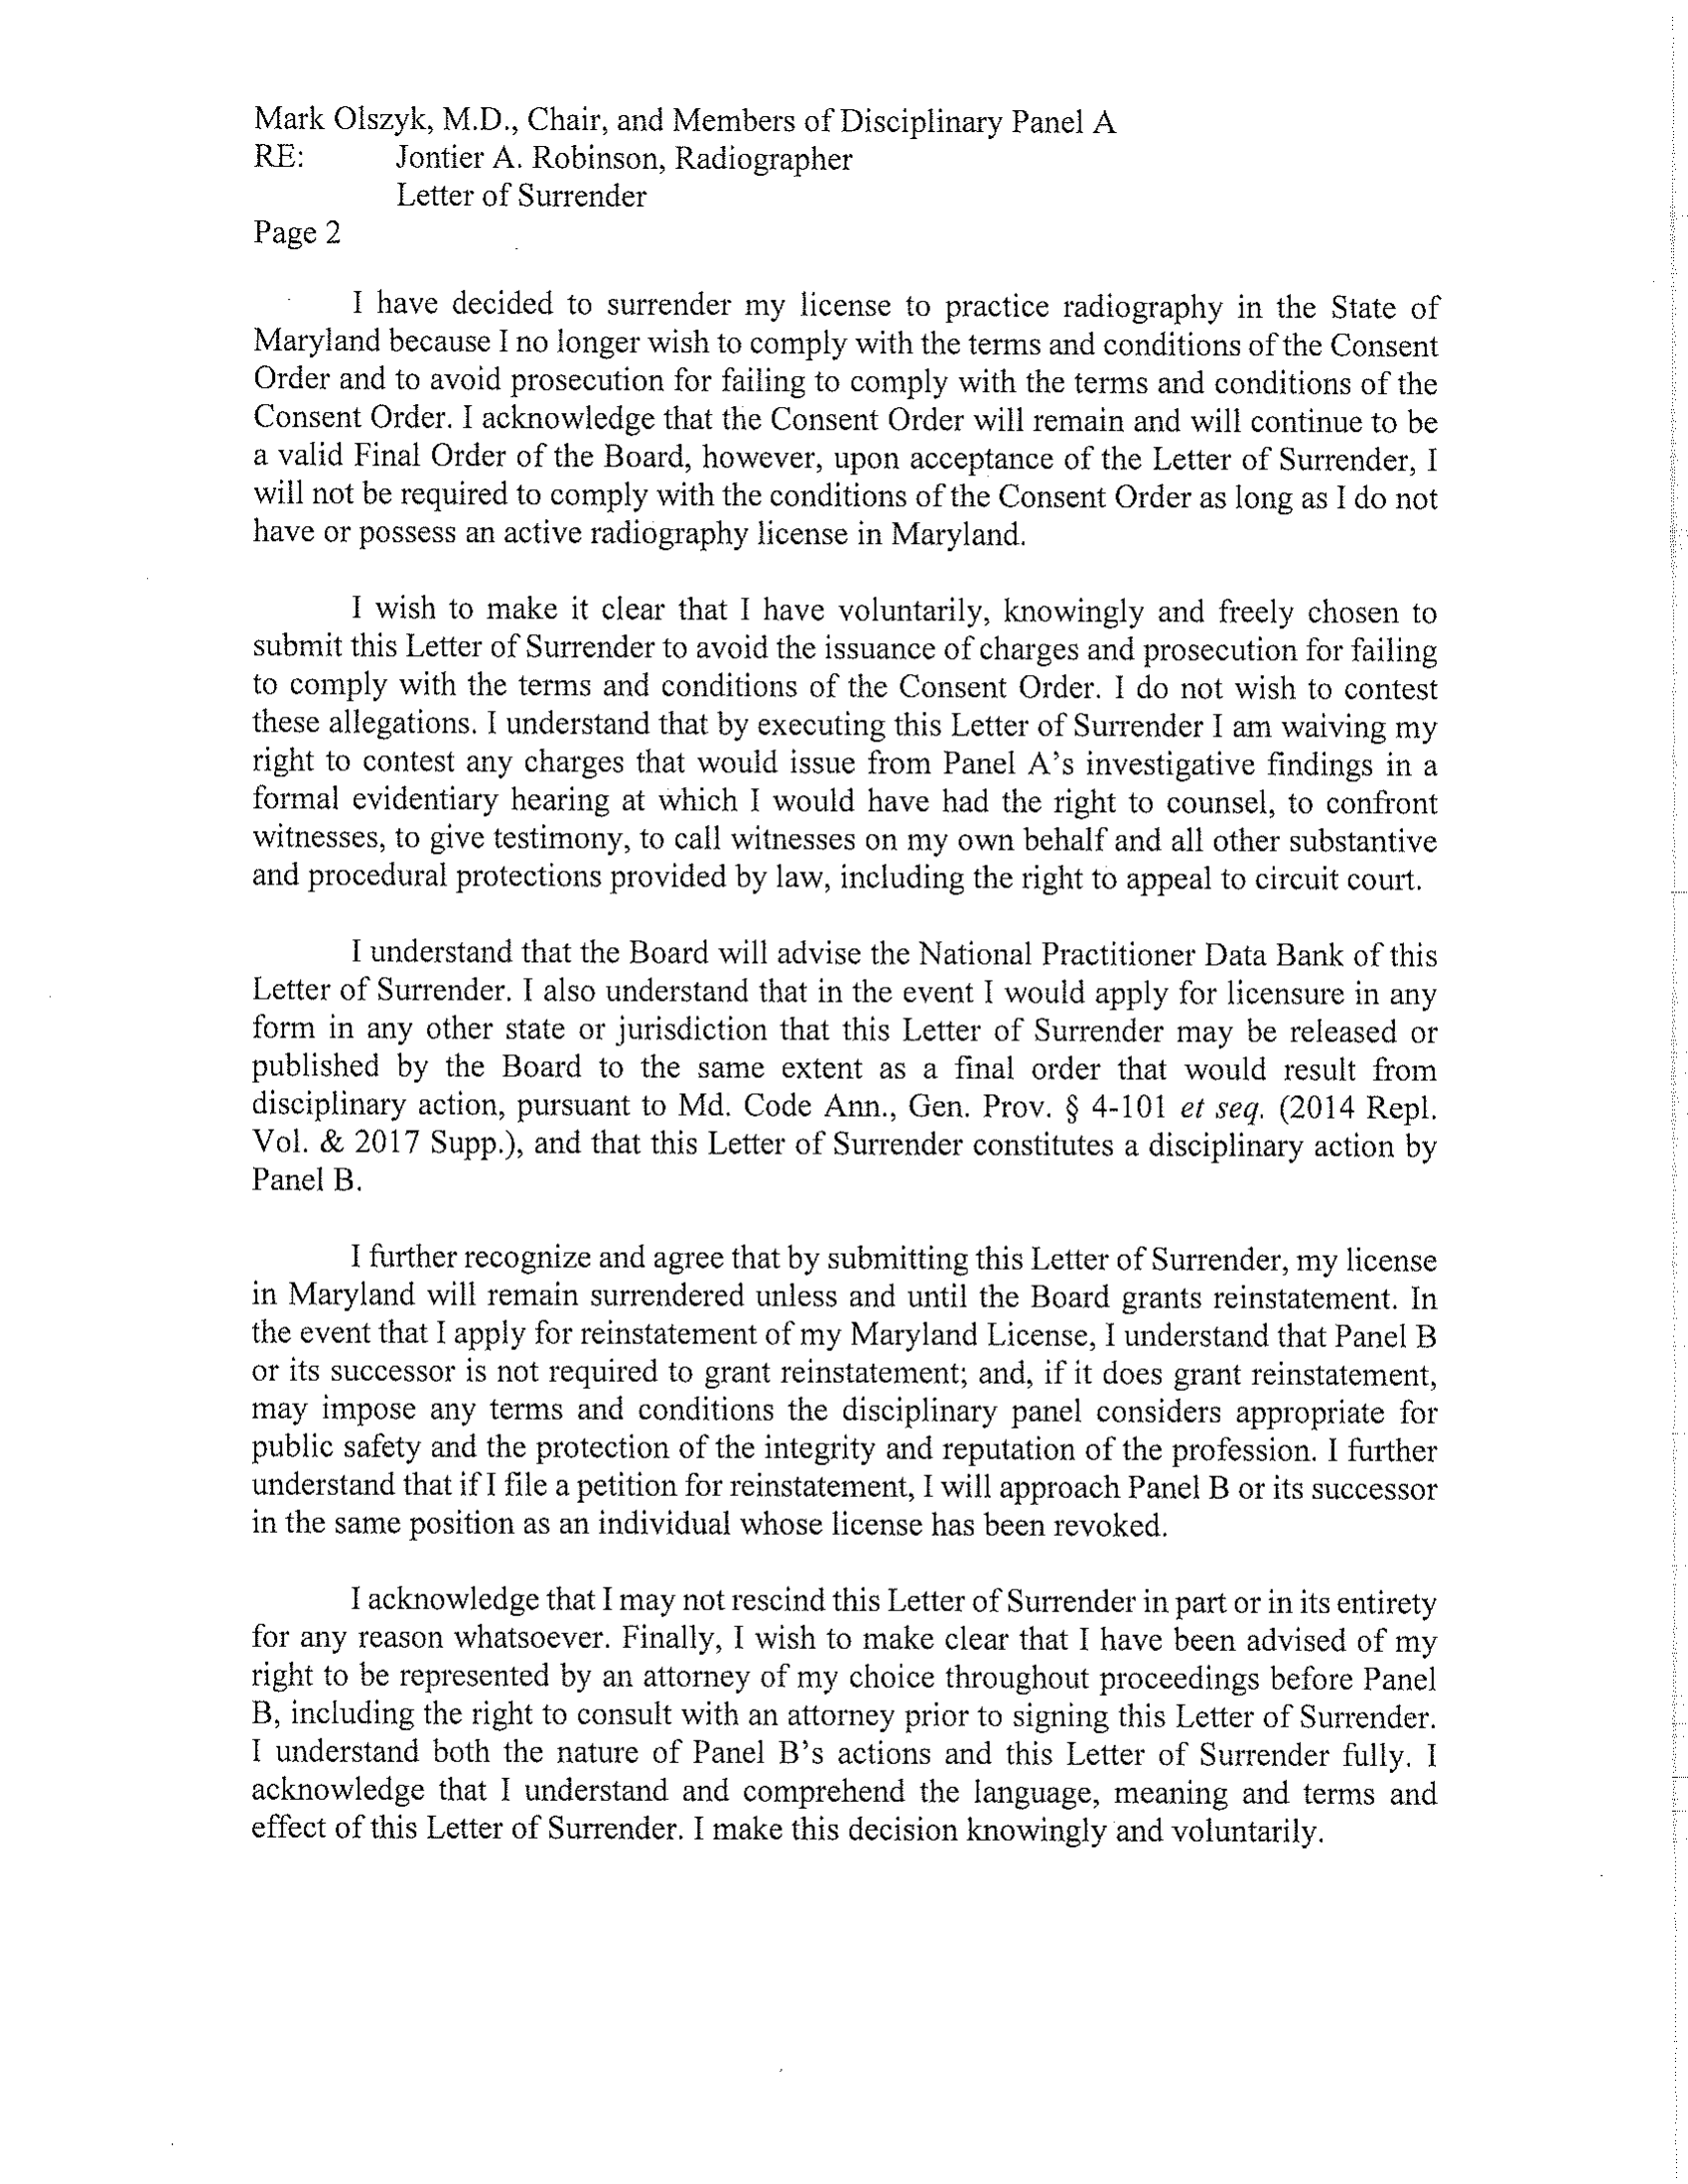 Mark Olszyk, M.D., Chair, and Members of Disciplinary Panel A
RE: Jontier A. Robinson, Radiographer
Letter of Surrender
Page 2
I have decided to surrender my license to practice radiography in the State of
Maryland because I no longer wish to comply with the terms and conditions of the Consent
Order and to avoid prosecution for failing to comply with the terms and conditions of the
Consent Order. I acknowledge that the Consent Order will remain and will continue to be
a valid Final Order of the Board, however, upon acceptance of the Letter of Surrender, I
will not be required to comply with the conditions of the Consent Order as long as I do not
have or possess an active radiography license in Maryland.
I wish to make it clear that I have voluntarily, knowingly and freely chosen to
submit this Letter of Surrender to avoid the issuance of charges and prosecution for failing
to comply with the terms and conditions of the Consent Order. I do not wish to contest
these allegations. I understand that by executing this Letter of Surrender I am waiving my
right to contest any charges that would issue from Panel A's investigative findings in a
formal evidentiary hearing at which I would have had the right to counsel, to confront
witnesses, to give testimony, to call witnesses on my own behalf and all other substantive
and procedural protections provided by law, including the right to appeal to circuit court.
I understand that the Board will advise the National Practitioner Data Bank of this
Letter of Surrender. I also understand that in the event I would apply for licensure in any
form in any other state or jurisdiction that this Letter of Surrender may be released or
published by the Board to the same extent as a final order that would result from
disciplinary action, pursuant to Md. Code Ann., Gen. Prov. § 4-101 et seq. (2014 Repl.
Vol. & 2017 Supp.), and that this Letter of Surrender constitutes a disciplinary action by
Panel B.
I further recognize and agree that by submitting this Letter of Surrender, my license
in Maryland will remain surrendered unless and until the Board grants reinstatement. In
the event that I apply for reinstatement of my Maryland License, I understand that Panel B
or its successor is not required to grant reinstatement; and, if it does grant reinstatement,
may impose any terms and conditions the disciplinary panel considers appropriate for
public safety and the protection of the integrity and reputation of the profession. I further
understand that if I file a petition for reinstatement, I will approach Panel B or its successor
in the same position as an individual whose license has been revoked.
I acknowledge that I may not rescind this Letter of Surrender in part or in its entirety
for any reason whatsoever. Finally, I wish to make clear that I have been advised of my
right to be represented by an attorney of my choice throughout proceedings before Panel
B, including the right to consult with an attorney prior to signing this Letter of Surrender.
I understand both the nature of Panel B's actions and this Letter of Surrender fully. I
acknowledge that I understand and comprehend the language, meaning and terms and
effect of this Letter of Surrender. I make this decision knowingly and voluntarily.